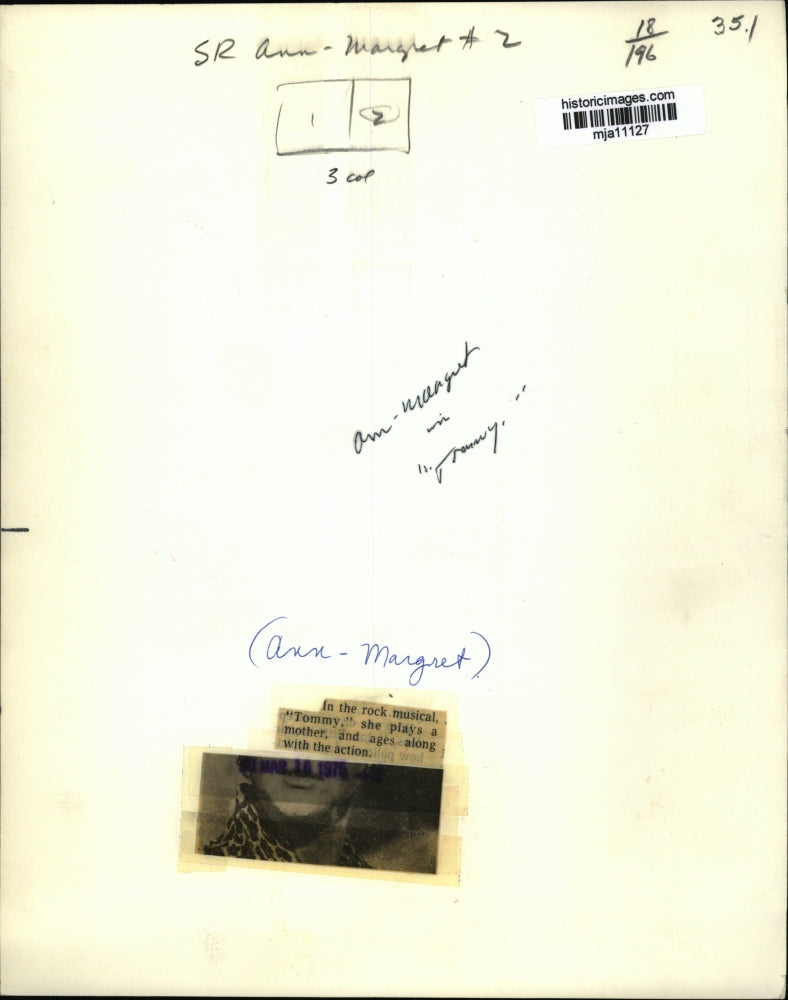 SR Ann-Margret # 2
18
196
35.1
historicimages.com
mja11127
1 2
3 col
Ann-Margret
in
"Tommy."
(Ann-Margret)
In the rock musical,
"Tommy," she plays a
mother, and ages along
with the action.
MAR 16 1975